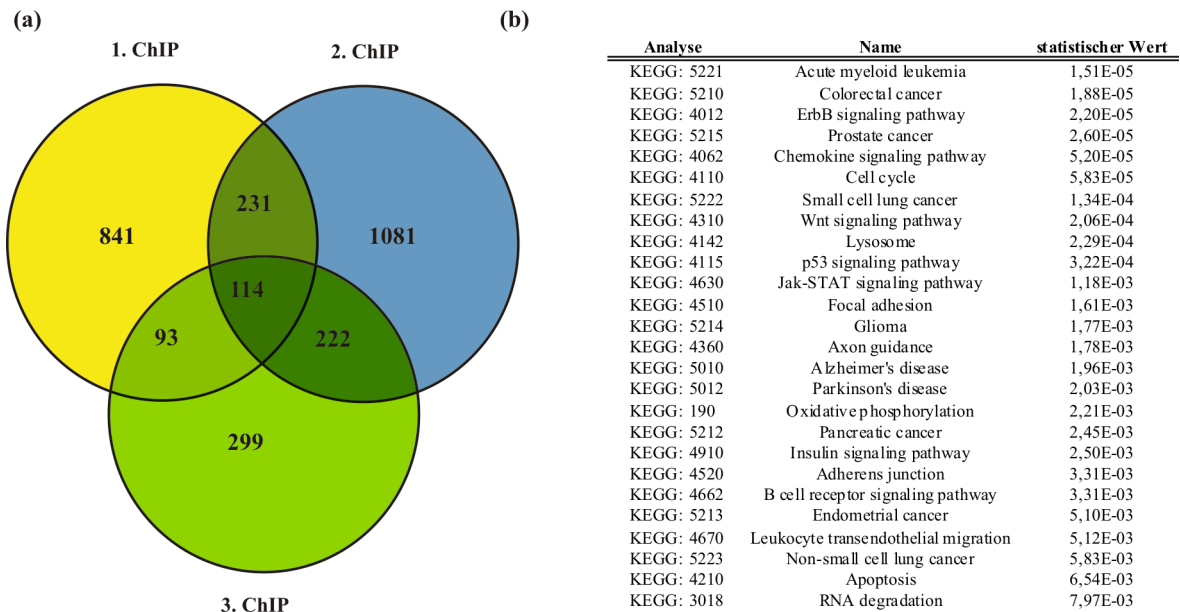 (a)
1. ChIP
2. ChIP
231
841
1081
114
93
222
299
3. ChIP
(b)
Analyse Name statistischer Wert
KEGG: 5221 Acute myeloid leukemia 1,51E-05
KEGG: 5210 Colorectal cancer 1,88E-05
KEGG: 4012 ErbB signaling pathway 2,20E-05
KEGG: 5215 Prostate cancer 2,60E-05
KEGG: 4062 Chemokine signaling pathway 5,20E-05
KEGG: 4110 Cell cycle 5,83E-05
KEGG: 5222 Small cell lung cancer 1,34E-04
KEGG: 4310 Wnt signaling pathway 2,06E-04
KEGG: 4142 Lysosome 2,29E-04
KEGG: 4115 p53 signaling pathway 3,22E-04
KEGG: 4630 Jak-STAT signaling pathway 1,18E-03
KEGG: 4510 Focal adhesion 1,61E-03
KEGG: 5214 Glioma 1,77E-03
KEGG: 4360 Axon guidance 1,78E-03
KEGG: 5010 Alzheimer's disease 1,96E-03
KEGG: 5012 Parkinson's disease 2,03E-03
KEGG: 190 Oxidative phosphorylation 2,21E-03
KEGG: 5212 Pancreatic cancer 2,45E-03
KEGG: 4910 Insulin signaling pathway 2,50E-03
KEGG: 4520 Adherens junction 3,31E-03
KEGG: 4662 B cell receptor signaling pathway 3,31E-03
KEGG: 5213 Endometrial cancer 5,10E-03
KEGG: 4670 Leukocyte transendothelial migration 5,12E-03
KEGG: 5223 Non-small cell lung cancer 5,83E-03
KEGG: 4210 Apoptosis 6,54E-03
KEGG: 3018 RNA degradation 7,97E-03